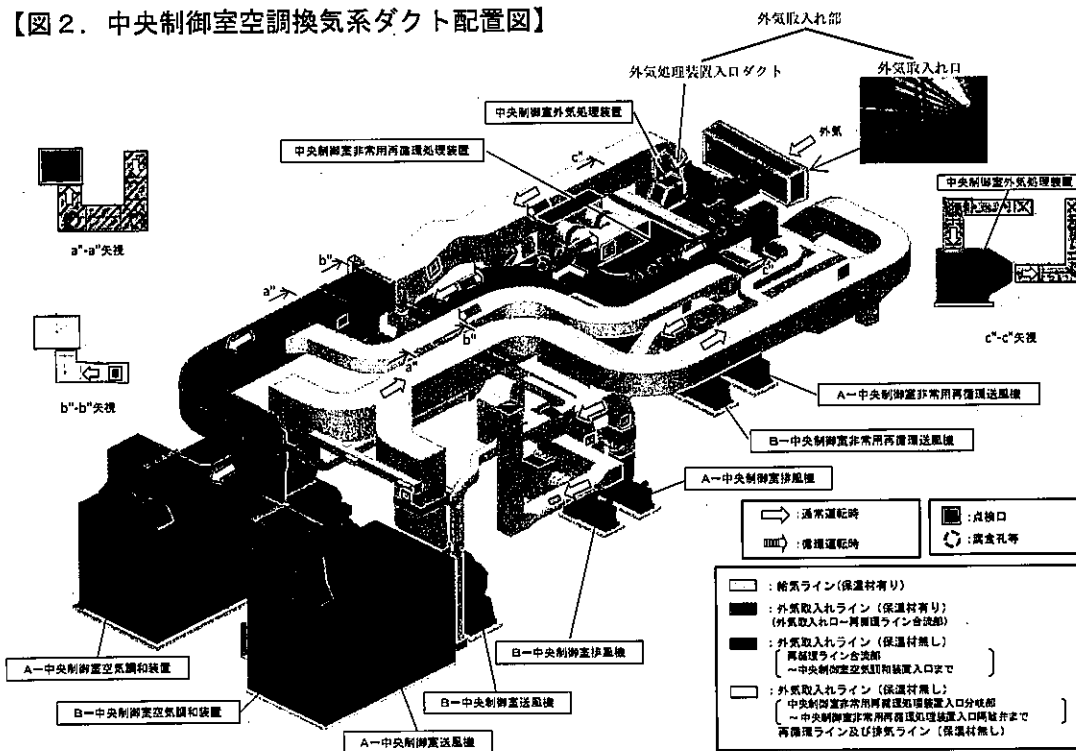 【図２．中央制御室空調換気系ダクト配置図】
外気取入れ部
外気処理装置入口ダクト
外気取入れ口
中央制御室外気処理装置
外気
中央制御室非常用再循環処理装置
c"
中央制御室外気処理装置
a"-a"矢視
b"
a"
c"
b"
a"
c"-c"矢視
b"-b"矢視
A－中央制御室非常用再循環送風機
B－中央制御室非常用再循環送風機
A－中央制御室排風機
：通常運転時
：循環運転時
：点検口
：腐食孔等
：給気ライン（保温材有り）
：外気取入れライン（保温材有り）
（外気取入れ口ー再循環ライン合流部）
：外気取入れライン（保温材無し）
再循環ライン合流部
～中央制御室空気調和装置入口まで
：外気取入れライン（保温材無し）
中央制御室非常用再循環処理装置入口分岐部
～中央制御室非常用再循環処理装置入口隔離弁まで
再循環ライン及び排気ライン（保温材無し）
B－中央制御室排風機
A－中央制御室空気調和装置
B－中央制御室送風機
B－中央制御室空気調和装置
A－中央制御室送風機